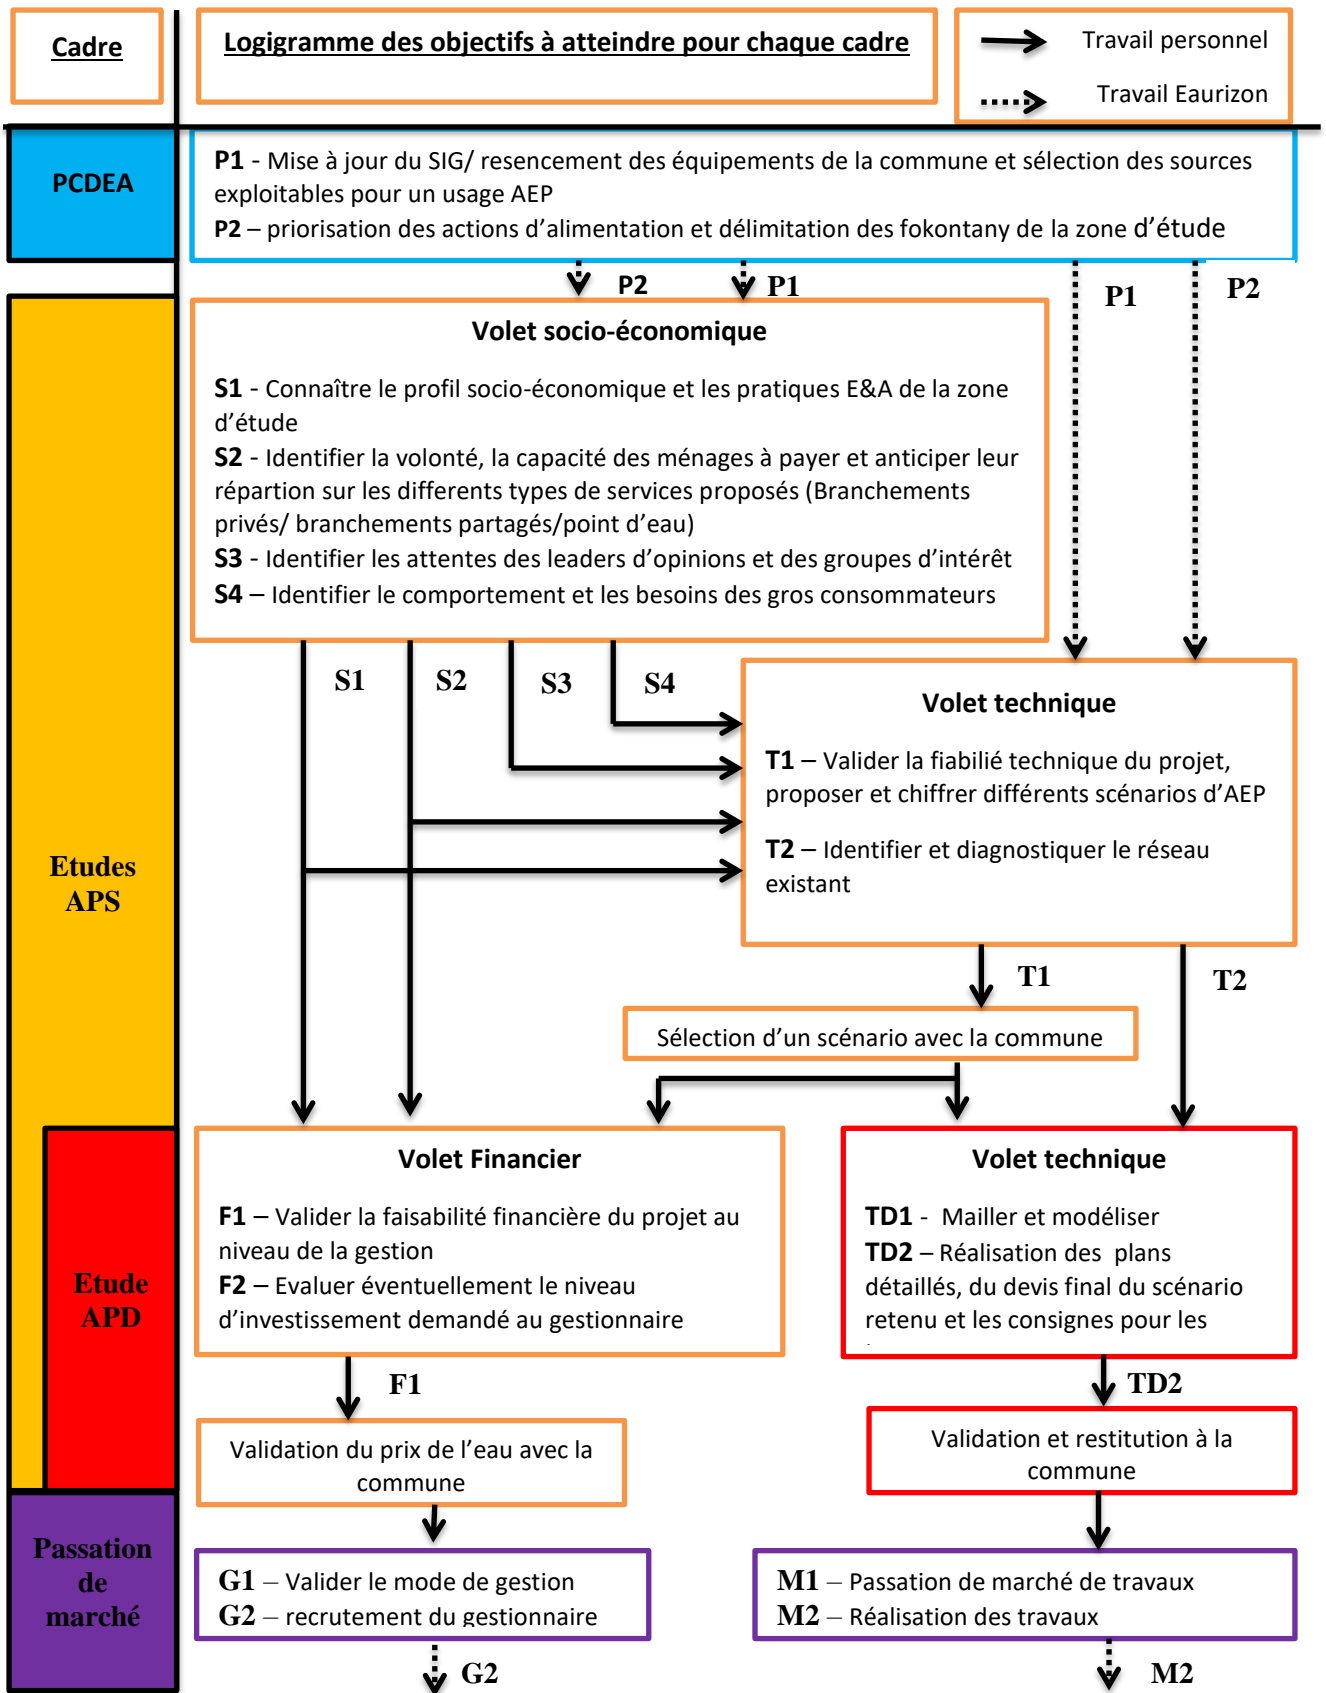 Cadre
Logigramme des objectifs à atteindre pour chaque cadre
Travail personnel
Travail Eaurizon
PCDEA
P1 - Mise à jour du SIG/ resencement des équipements de la commune et sélection des sources
exploitables pour un usage AEP
P2 – priorisation des actions d'alimentation et délimitation des fokontany de la zone d'étude
P2
P1
P1
P2
Etudes
APS
Volet socio-économique
S1 - Connaître le profil socio-économique et les pratiques E&A de la zone
d'étude
S2 - Identifier la volonté, la capacité des ménages à payer et anticiper leur
répartion sur les differents types de services proposés (Branchements
privés/ branchements partagés/point d'eau)
S3 - Identifier les attentes des leaders d'opinions et des groupes d'intérêt
S4 – Identifier le comportement et les besoins des gros consommateurs
S1
S2
S3
S4
Volet technique
T1 – Valider la fiabilié technique du projet,
proposer et chiffrer différents scénarios d'AEP
T2 – Identifier et diagnostiquer le réseau
existant
T1
T2
Sélection d'un scénario avec la commune
Etude
APD
Volet Financier
F1 – Valider la faisabilité financière du projet au
niveau de la gestion
F2 – Evaluer éventuellement le niveau
d'investissement demandé au gestionnaire
Volet technique
TD1 - Mailler et modéliser
TD2 – Réalisation des plans
détaillés, du devis final du scénario
retenu et les consignes pour les
F1
TD2
Validation du prix de l'eau avec la
commune
Validation et restitution à la
commune
Passation
de
marché
G1 – Valider le mode de gestion
G2 – recrutement du gestionnaire
M1 – Passation de marché de travaux
M2 – Réalisation des travaux
G2
M2